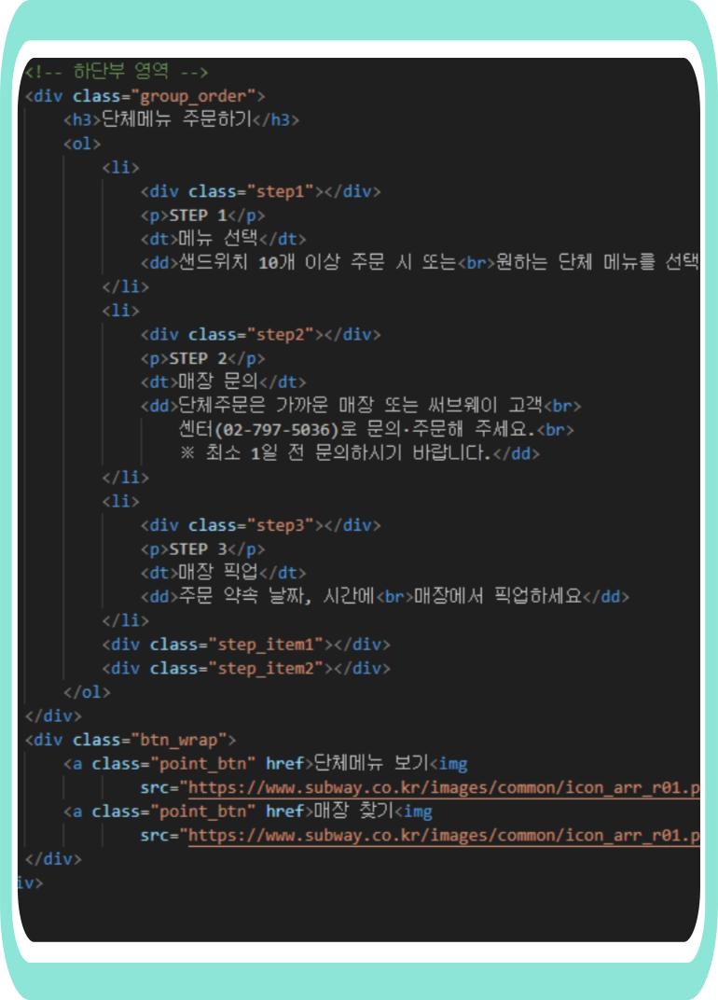 <!-- 하단부 영역 -->
<div class="group_order">
<h3>단체메뉴 주문하기</h3>
<ol>
<li>
<div class="step1"></div>
<p>STEP 1</p>
<dt>메뉴 선택</dt>
<dd>샌드위치 10개 이상 주문 시 또는<br>원하는 단체 메뉴를 선택
</li>
<li>
<div class="step2"></div>
<p>STEP 2</p>
<dt>매장 문의</dt>
<dd>단체주문은 가까운 매장 또는 써브웨이 고객<br>
센터(02-797-5036)로 문의·주문해 주세요.<br>
※ 최소 1일 전 문의하시기 바랍니다.</dd>
</li>
<li>
<div class="step3"></div>
<p>STEP 3</p>
<dt>매장 픽업</dt>
<dd>주문 약속 날짜, 시간에<br>매장에서 픽업하세요</dd>
</li>
<div class="step_item1"></div>
<div class="step_item2"></div>
</ol>
</div>
<div class="btn_wrap">
<a class="point_btn" href>단체메뉴 보기<img
src="https://www.subway.co.kr/images/common/icon_arr_r01.p
<a class="point_btn" href>매장 찾기<img
src="https://www.subway.co.kr/images/common/icon_arr_r01.p
</div>
iv>